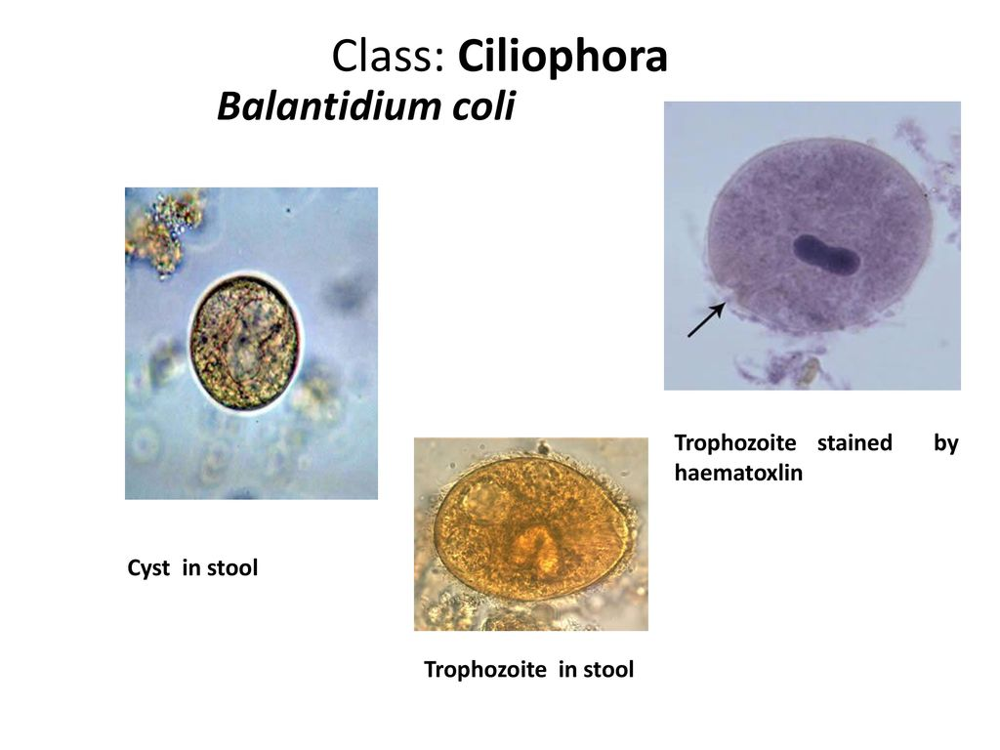 Class: Ciliophora
Balantidium coli
Trophozoite stained by
haematoxlin
Cyst in stool
Trophozoite in stool